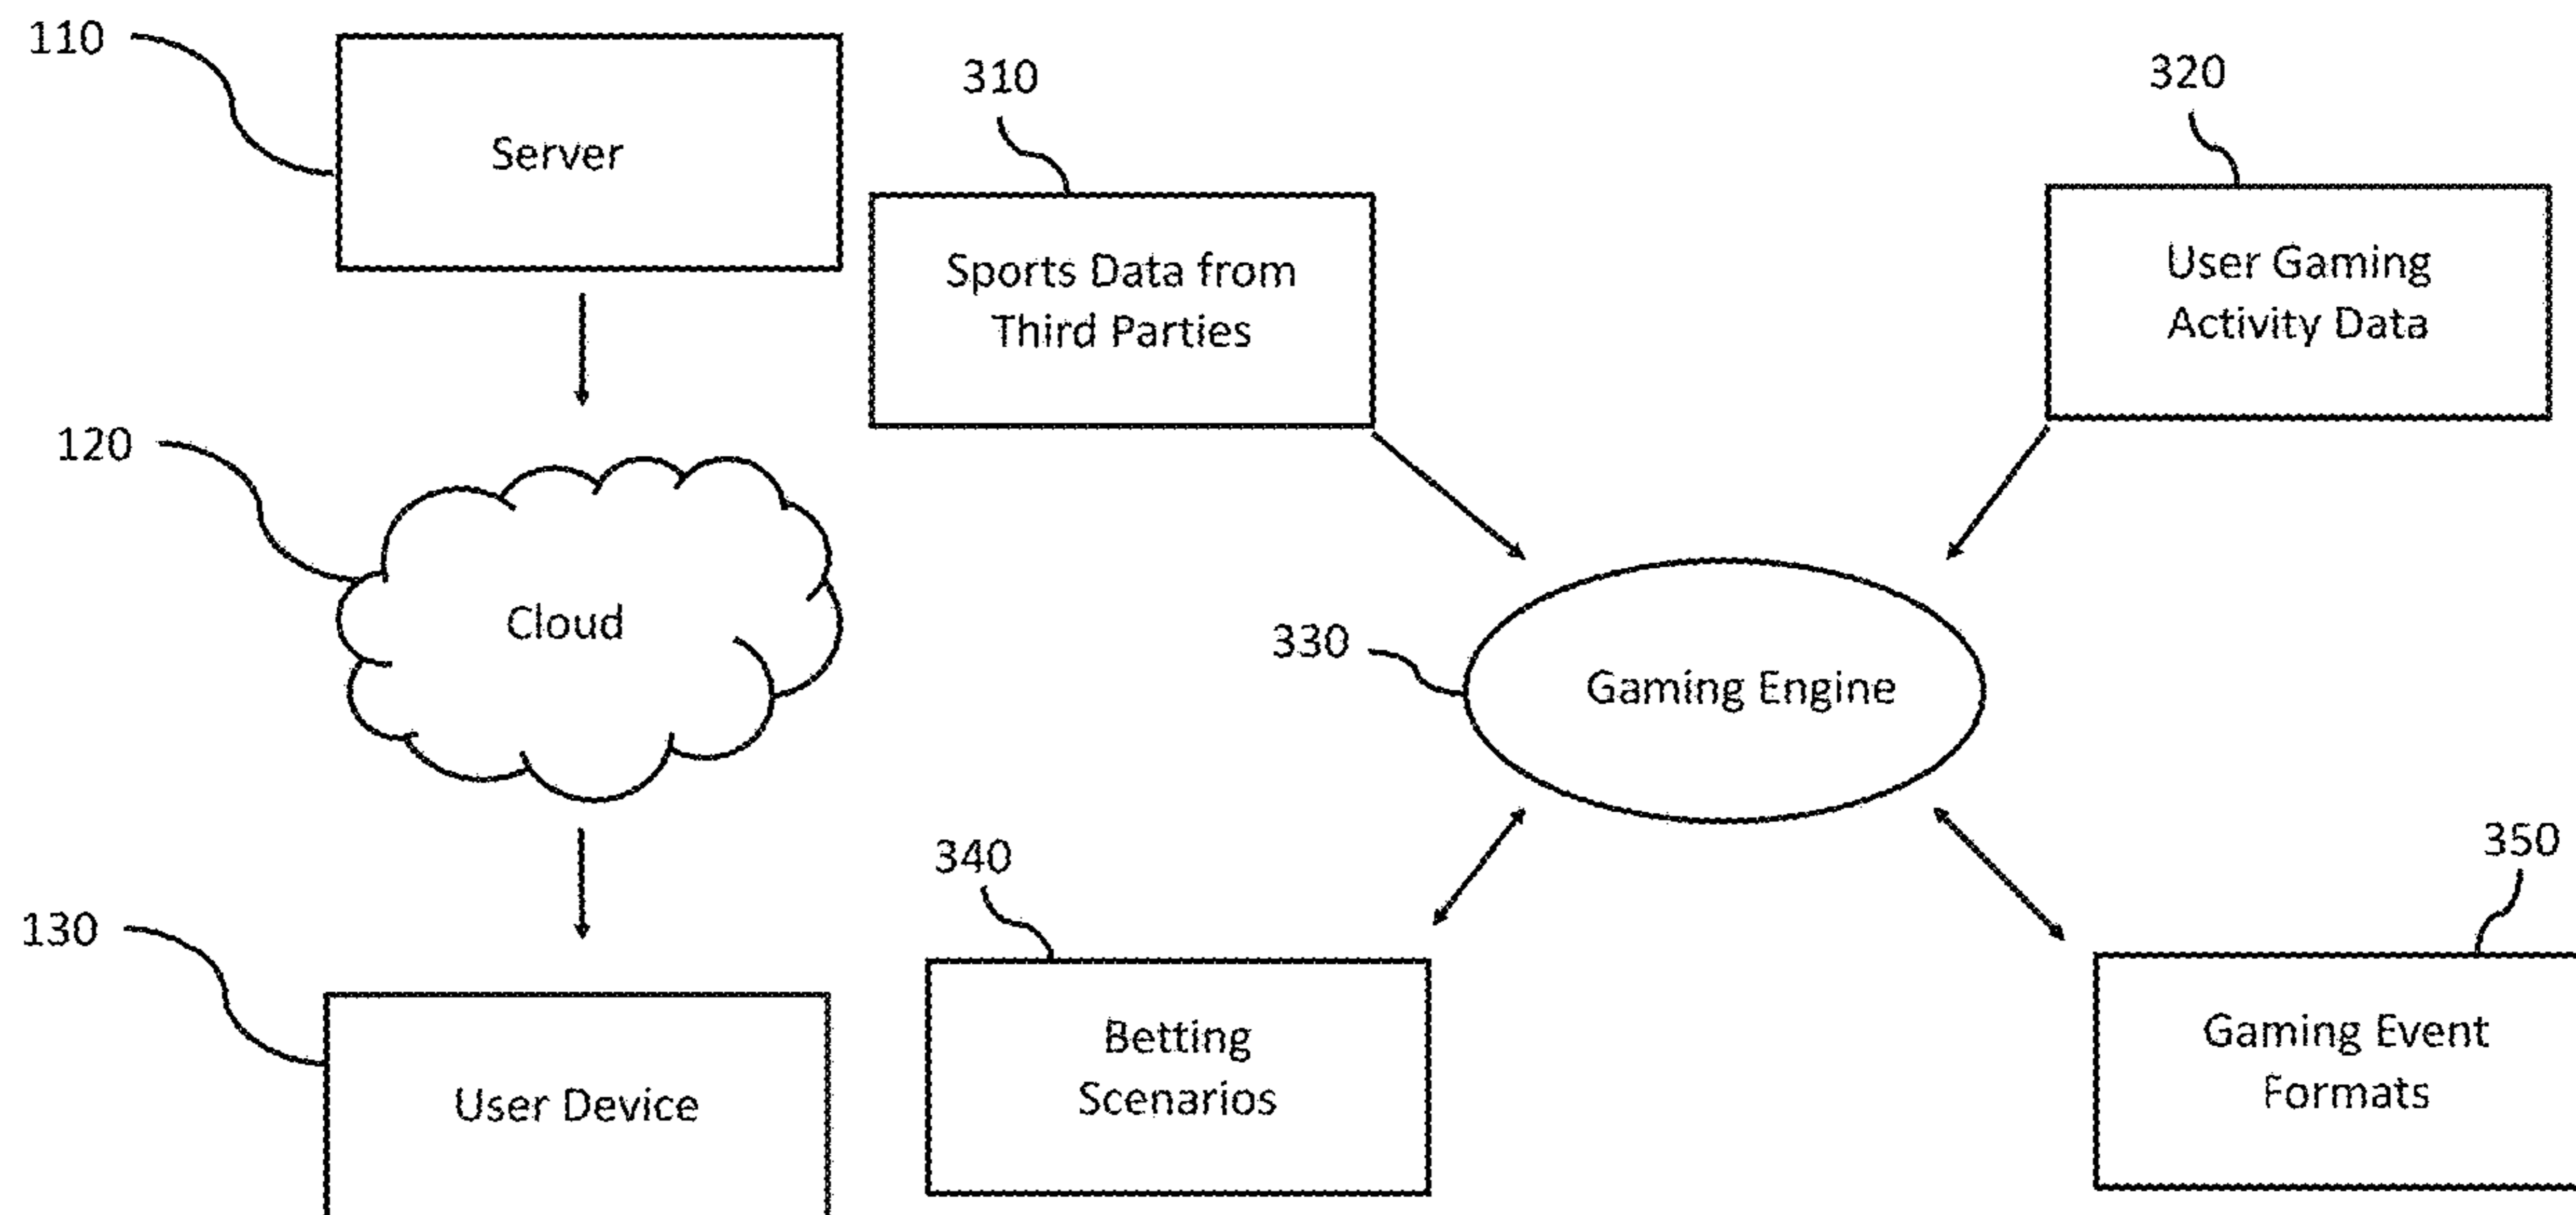 110
Server
120
Cloud
130
User Device
310
Sports Data from
Third Parties
320
User Gaming
Activity Data
330
Gaming Engine
340
Betting
Scenarios
350
Gaming Event
Formats